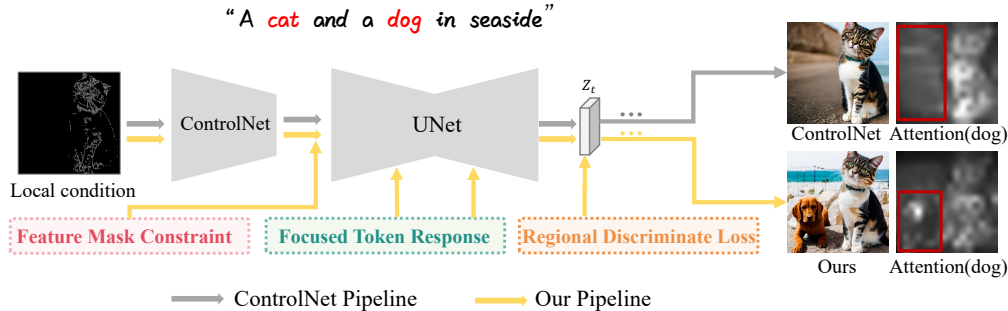 “A cat and a dog in seaside”
ControlNet
UNet
Z_t
...
...
Local condition
ControlNet Attention(dog)
Ours Attention(dog)
Feature Mask Constraint
Focused Token Response
Regional Discriminate Loss
ControlNet Pipeline
Our Pipeline